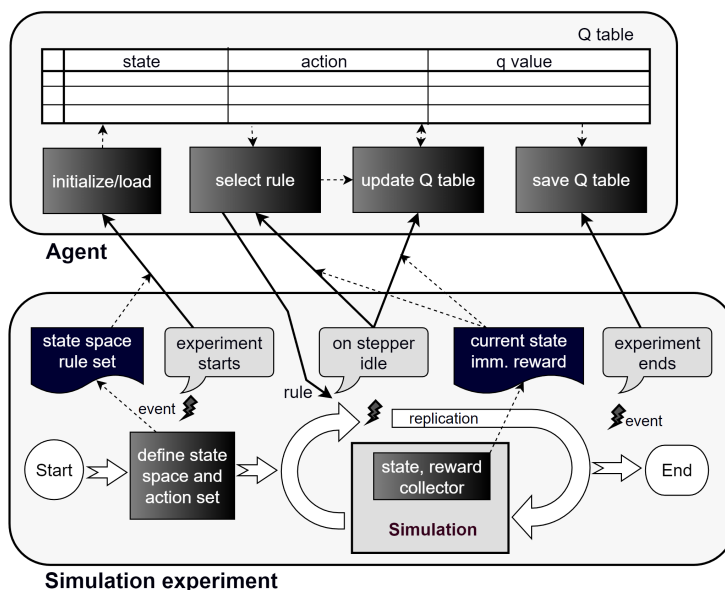 Q table
state action q value
initialize/load select rule update Q table save Q table
Agent
state space
rule set
experiment
starts
on stepper
idle
current state
imm. reward
experiment
ends
event
rule
replication
event
Start
define state
space and
action set
state, reward
collector
Simulation
End
Simulation experiment